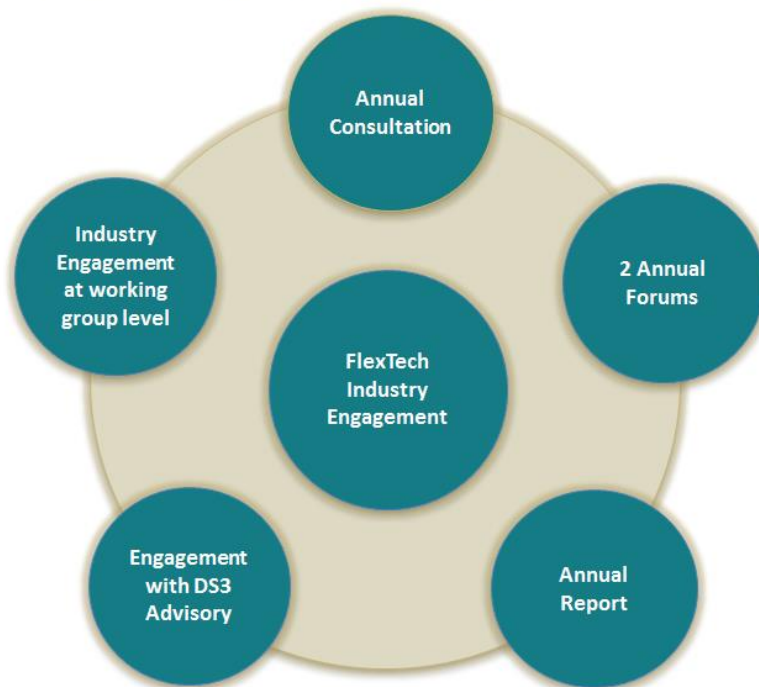 Annual
Consultation
Industry
Engagement
at working
group level
2 Annual
Forums
FlexTech
Industry
Engagement
Engagement
with DS3
Advisory
Annual
Report